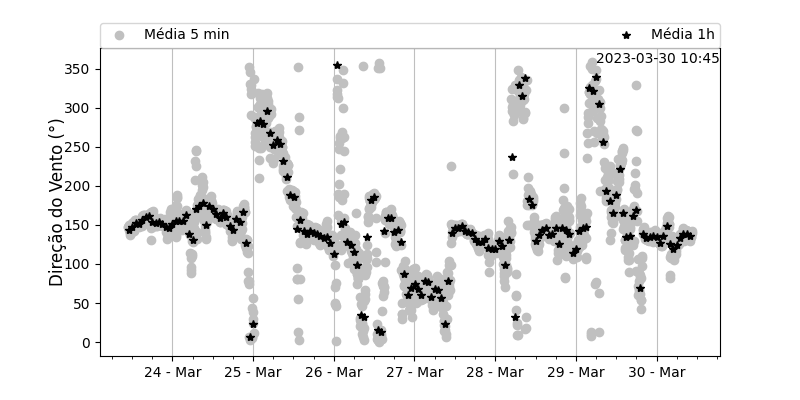 Média 5 min
Média 1h
2023-03-30 10:45
Direção do Vento (°)
350
300
250
200
150
100
50
0
24 - Mar
25 - Mar
26 - Mar
27 - Mar
28 - Mar
29 - Mar
30 - Mar